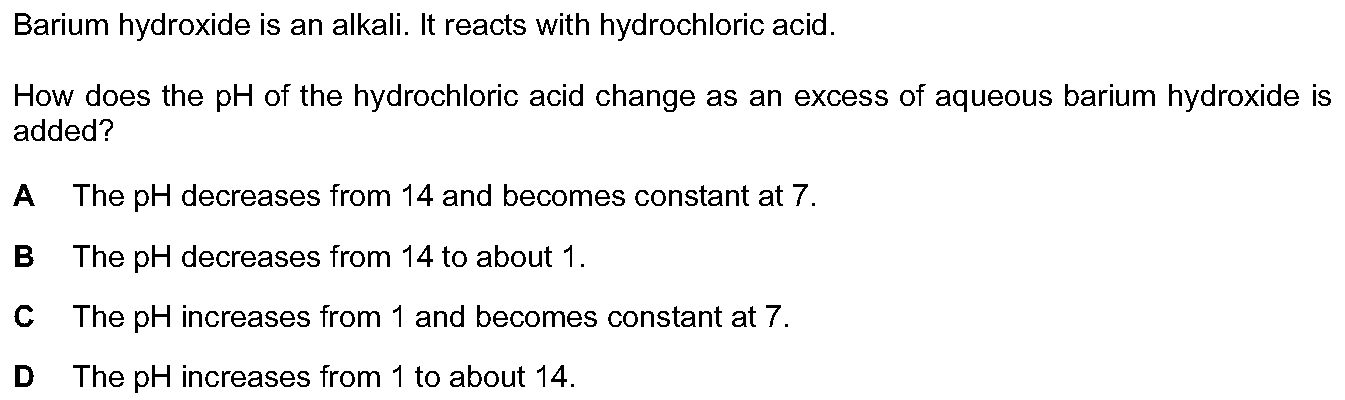 Barium hydroxide is an alkali. It reacts with hydrochloric acid.
How does the pH of the hydrochloric acid change as an excess of aqueous barium hydroxide is
added?
A The pH decreases from 14 and becomes constant at 7.
B The pH decreases from 14 to about 1.
C The pH increases from 1 and becomes constant at 7.
D The pH increases from 1 to about 14.